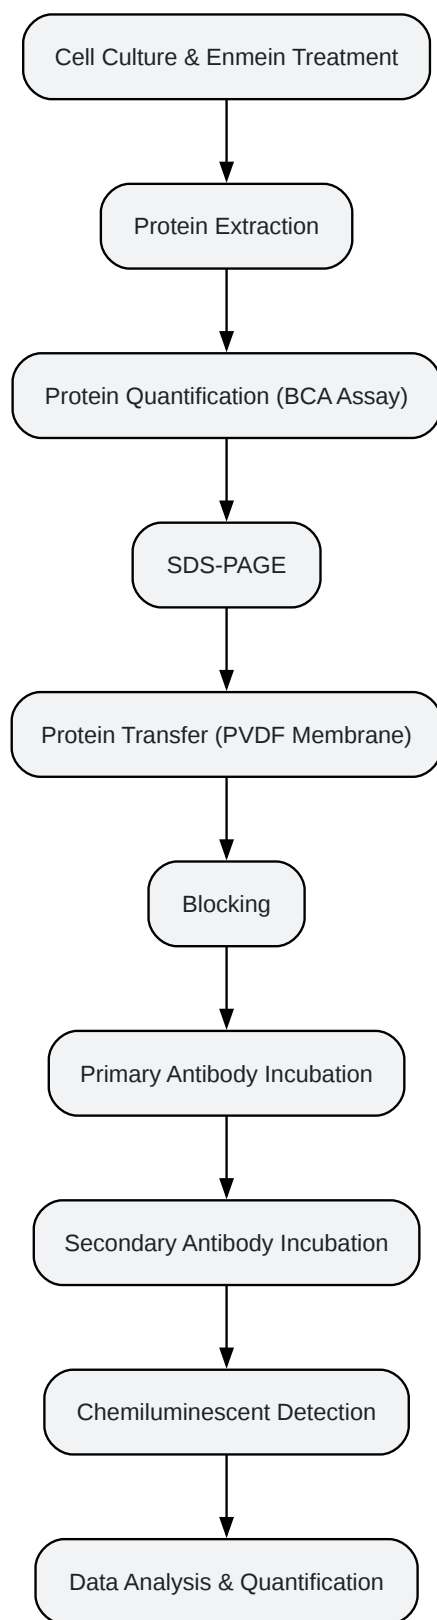 Cell Culture & Enmein Treatment
Protein Extraction
Protein Quantification (BCA Assay)
SDS-PAGE
Protein Transfer (PVDF Membrane)
Blocking
Primary Antibody Incubation
Secondary Antibody Incubation
Chemiluminescent Detection
Data Analysis & Quantification